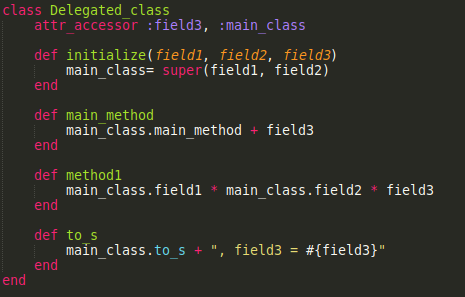 class Delegated_class
    attr_accessor :field3, :main_class

    def initialize(field1, field2, field3)
        main_class= super(field1, field2)
    end

    def main_method
        main_class.main_method + field3
    end

    def method1
        main_class.field1 * main_class.field2 * field3
    end

    def to_s
        main_class.to_s + ", field3 = #{field3}"
    end
end